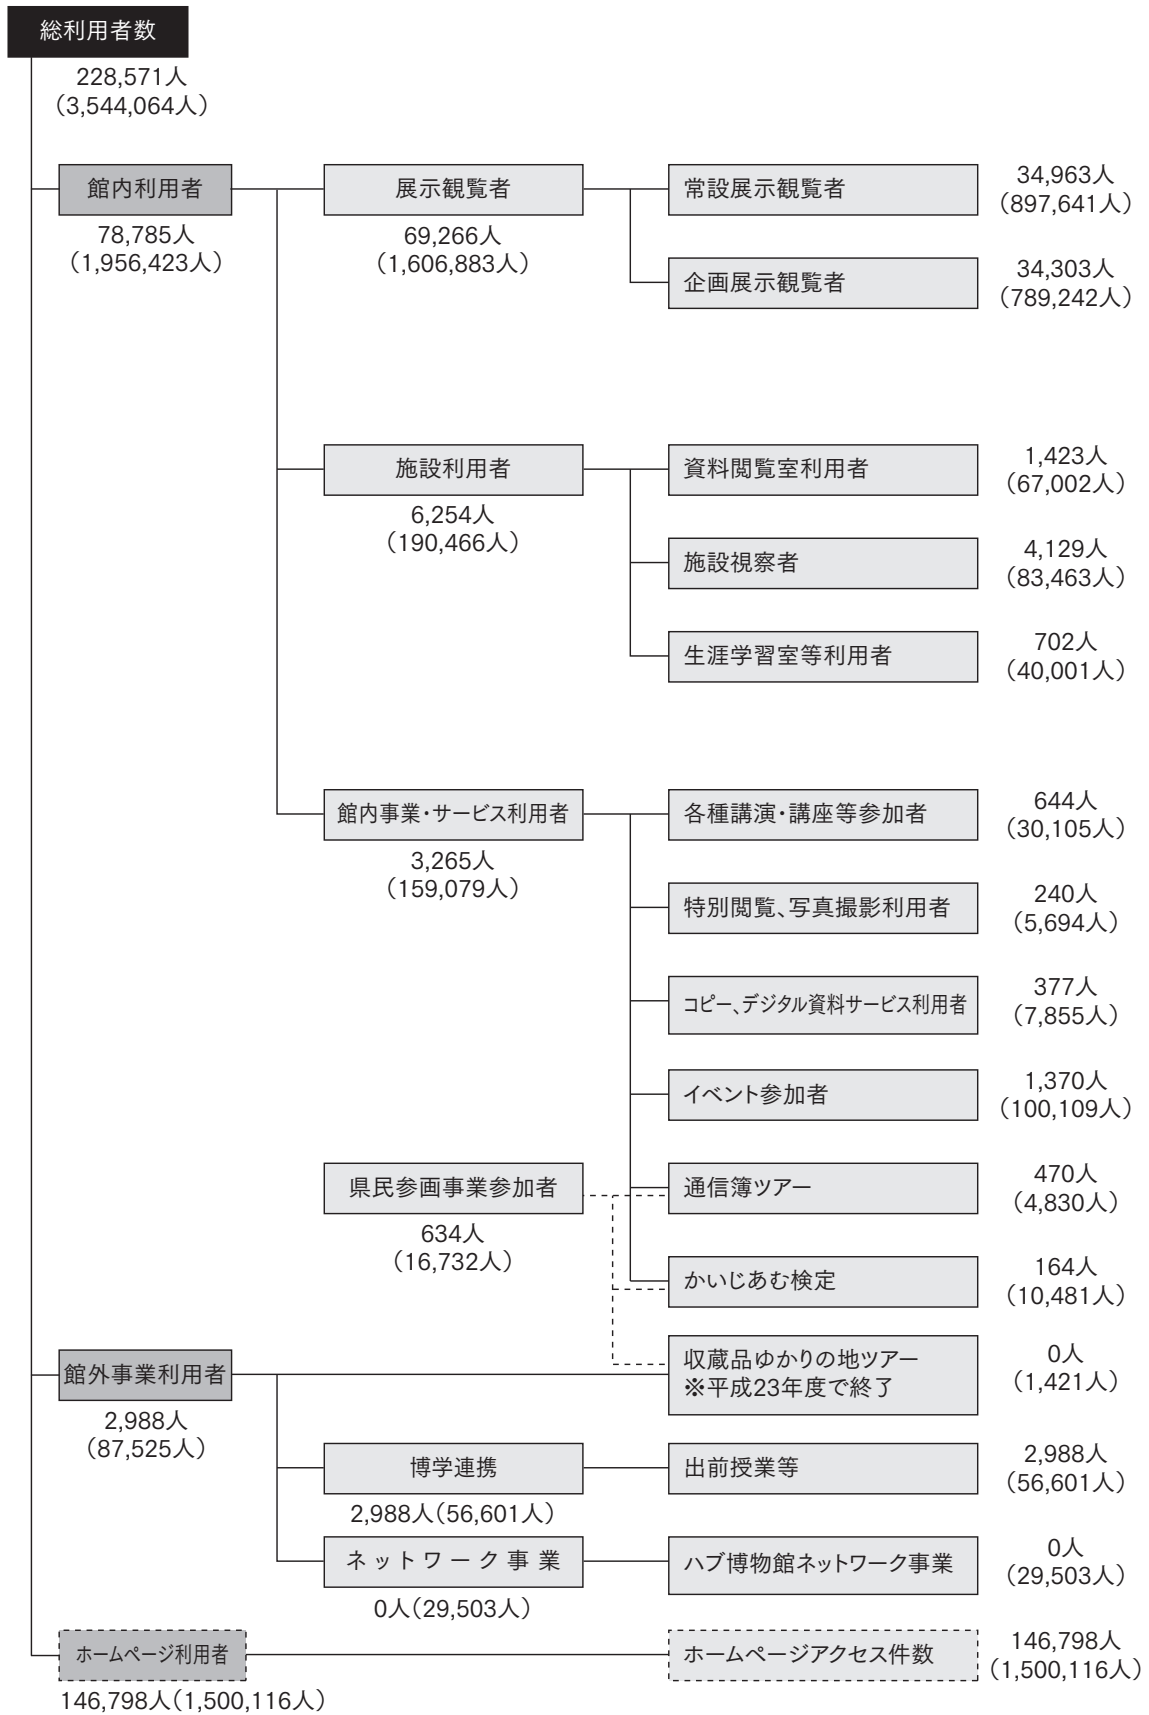 総利用者数
228,571人
（3,544,064人）
館内利用者
78,785人
（1,956,423人）
展示観覧者
69,266人
（1,606,883人）
常設展示観覧者
34,963人
（897,641人）
企画展示観覧者
34,303人
（789,242人）
施設利用者
6,254人
（190,466人）
資料閲覧室利用者
1,423人
（67,002人）
施設視察者
4,129人
（83,463人）
生涯学習室等利用者
702人
（40,001人）
館内事業・サービス利用者
3,265人
（159,079人）
各種講演・講座等参加者
644人
（30,105人）
特別閲覧、写真撮影利用者
240人
（5,694人）
コピー、デジタル資料サービス利用者
377人
（7,855人）
イベント参加者
1,370人
（100,109人）
県民参画事業参加者
634人
（16,732人）
通信簿ツアー
470人
（4,830人）
かいじあむ検定
164人
（10,481人）
館外事業利用者
2,988人
（87,525人）
収蔵品ゆかりの地ツアー
※平成23年度で終了
0人
（1,421人）
博学連携
2,988人（56,601人）
出前授業等
2,988人
（56,601人）
ネットワーク事業
0人（29,503人）
ハブ博物館ネットワーク事業
0人
（29,503人）
ホームページ利用者
146,798人（1,500,116人）
ホームページアクセス件数
146,798人
（1,500,116人）